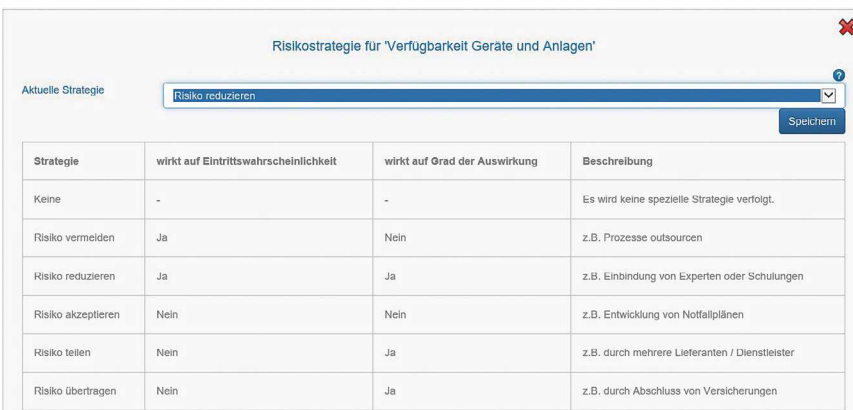 Risikostrategie für 'Verfügbarkeit Geräte und Anlagen'
?
Aktuelle Strategie Risiko reduzieren
Speichern
Strategie wirkt auf Eintrittswahrscheinlichkeit wirkt auf Grad der Auswirkung Beschreibung
Keine - - Es wird keine spezielle Strategie verfolgt.
Risiko vermeiden Ja Nein z.B. Prozesse outsourcen
Risiko reduzieren Ja Ja z.B. Einbindung von Experten oder Schulungen
Risiko akzeptieren Nein Nein z.B. Entwicklung von Notfallplänen
Risiko teilen Nein Ja z.B. durch mehrere Lieferanten / Dienstleister
Risiko übertragen Nein Ja z.B. durch Abschluss von Versicherungen